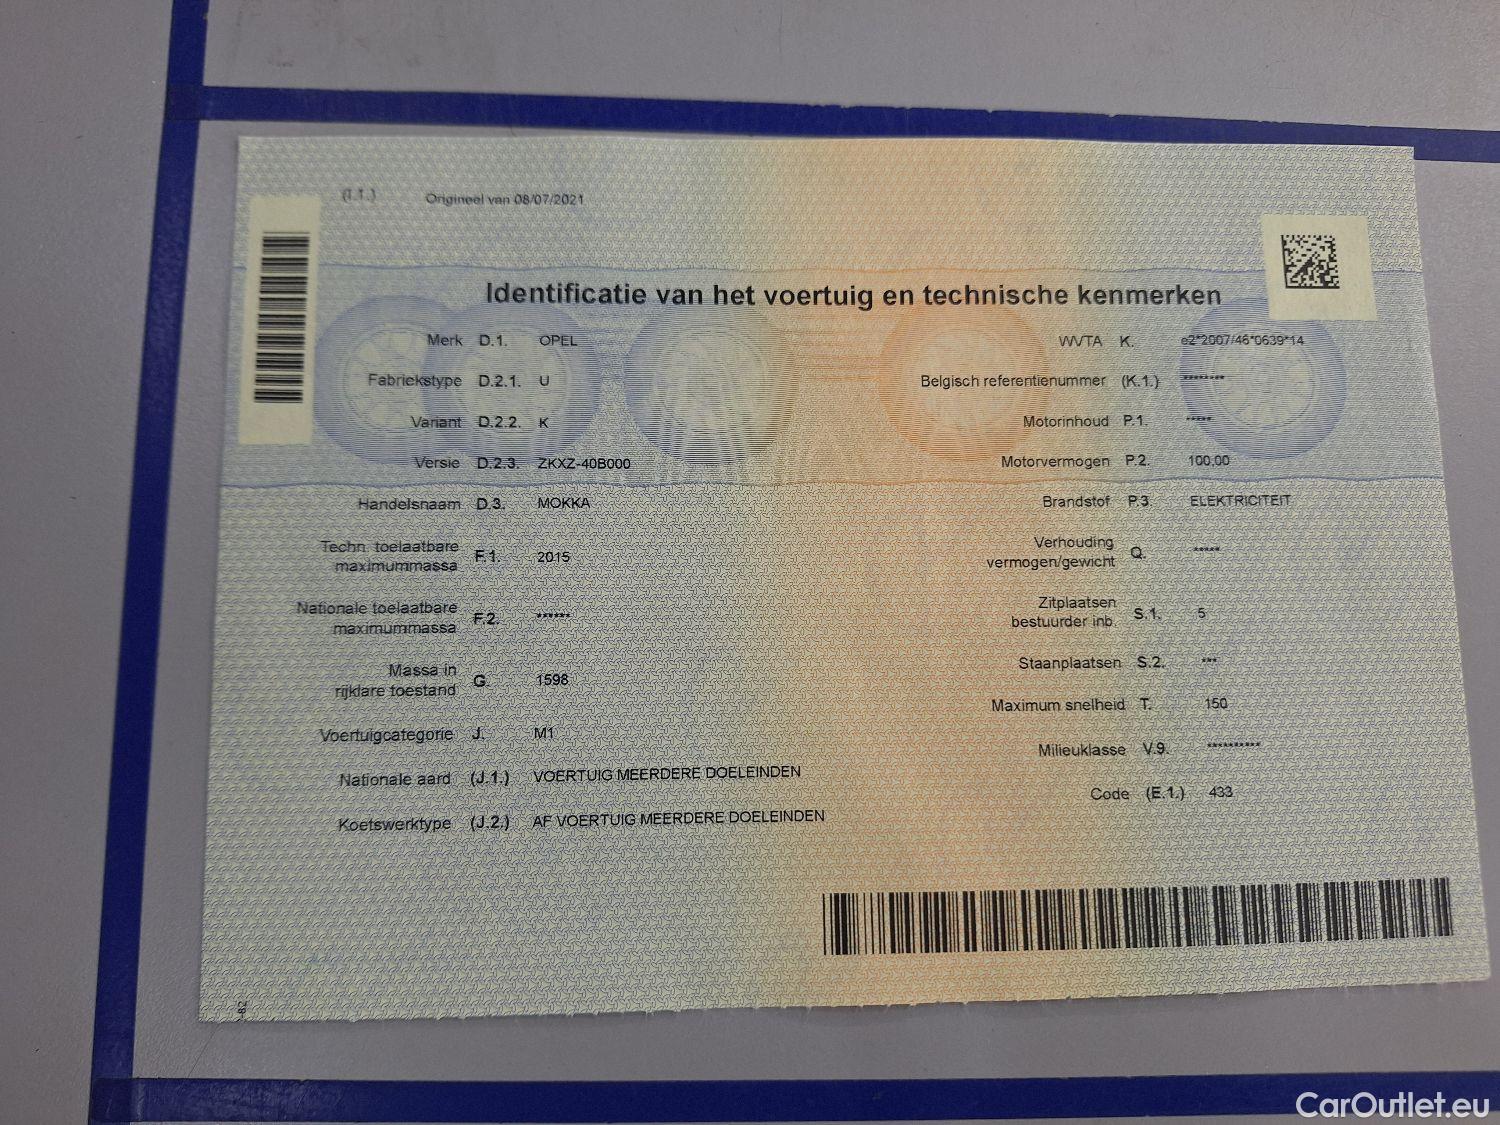 (I.1.) Origineel van 08/07/2021
Identificatie van het voertuig en technische kenmerken
Merk D.1. OPEL
Fabriekstype D.2.1. U
Variant D.2.2. K
Versie D.2.3. ZKXZ-40B000
Handelsnaam D.3. MOKKA
Techn. toelaatbare
maximummassa F.1. 2015
Nationale toelaatbare
maximummassa F.2. ******
Massa in
rijklare toestand G. 1598
Voertuigcategorie J. M1
Nationale aard (J.1.) VOERTUIG MEERDERE DOELEINDEN
Koetswerktype (J.2.) AF VOERTUIG MEERDERE DOELEINDEN
WVTA K. e2*2007/46*0639*14
Belgisch referentienummer (K.1.) ********
Motorinhoud P.1. *****
Motorvermogen P.2. 100,00
Brandstof P.3 ELEKTRICITEIT
Verhouding
vermogen/gewicht Q. *****
Zitplaatsen
bestuurder inb. S.1. 5
Staanplaatsen S.2. ***
Maximum snelheid T. 150
Milieuklasse V.9. **********
Code (E.1.) 433
-82
CarOutlet.eu